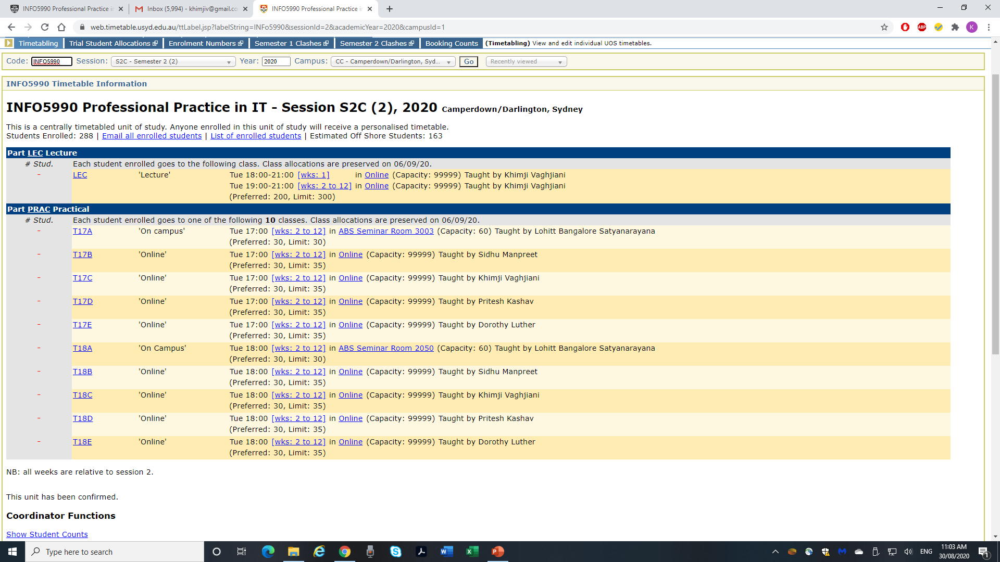 INFO5990 Professional Practice in
Inbox (5,994) - khimjiv@gmail.co
INFO5990 Professional Practice in
web.timetable.usyd.edu.au/ttLabel.jsp?labelString=INFo5990&sessionId=2&academicYear=2020&campusId=1
ABP
K
Timetabling Trial Student Allocations Enrolment Numbers Semester 1 Clashes Semester 2 Clashes Booking Counts (Timetabling) View and edit individual UOS timetables.
Code: INFO5990 Session: S2C - Semester 2 (2) Year: 2020 Campus: CC - Camperdown/Darlington, Syd... Go Recently viewed
INFO5990 Timetable Information
INFO5990 Professional Practice in IT - Session S2C (2), 2020 Camperdown/Darlington, Sydney
This is a centrally timetabled unit of study. Anyone enrolled in this unit of study will receive a personalised timetable.
Students Enrolled: 288 | Email all enrolled students | List of enrolled students | Estimated Off Shore Students: 163
Part LEC Lecture
# Stud. Each student enrolled goes to the following class. Class allocations are preserved on 06/09/20.
- LEC 'Lecture' Tue 18:00-21:00 [wks: 1] in Online (Capacity: 99999) Taught by Khimji Vaghjiani
Tue 19:00-21:00 [wks: 2 to 12] in Online (Capacity: 99999) Taught by Khimji Vaghjiani
(Preferred: 200, Limit: 300)
Part PRAC Practical
# Stud. Each student enrolled goes to one of the following 10 classes. Class allocations are preserved on 06/09/20.
- T17A 'On campus' Tue 17:00 [wks: 2 to 12] in ABS Seminar Room 3003 (Capacity: 60) Taught by Lohitt Bangalore Satyanarayana
(Preferred: 30, Limit: 30)
- T17B 'Online' Tue 17:00 [wks: 2 to 12] in Online (Capacity: 99999) Taught by Sidhu Manpreet
(Preferred: 30, Limit: 35)
- T17C 'Online' Tue 17:00 [wks: 2 to 12] in Online (Capacity: 99999) Taught by Khimji Vaghjiani
(Preferred: 30, Limit: 35)
- T17D 'Online' Tue 17:00 [wks: 2 to 12] in Online (Capacity: 99999) Taught by Pritesh Kashav
(Preferred: 30, Limit: 35)
- T17E 'Online' Tue 17:00 [wks: 2 to 12] in Online (Capacity: 99999) Taught by Dorothy Luther
(Preferred: 30, Limit: 35)
- T18A 'On Campus' Tue 18:00 [wks: 2 to 12] in ABS Seminar Room 2050 (Capacity: 60) Taught by Lohitt Bangalore Satyanarayana
(Preferred: 30, Limit: 30)
- T18B 'Online' Tue 18:00 [wks: 2 to 12] in Online (Capacity: 99999) Taught by Sidhu Manpreet
(Preferred: 30, Limit: 35)
- T18C 'Online' Tue 18:00 [wks: 2 to 12] in Online (Capacity: 99999) Taught by Khimji Vaghjiani
(Preferred: 30, Limit: 35)
- T18D 'Online' Tue 18:00 [wks: 2 to 12] in Online (Capacity: 99999) Taught by Pritesh Kashav
(Preferred: 30, Limit: 35)
- T18E 'Online' Tue 18:00 [wks: 2 to 12] in Online (Capacity: 99999) Taught by Dorothy Luther
(Preferred: 30, Limit: 35)
NB: all weeks are relative to session 2.
This unit has been confirmed.
Coordinator Functions
Show Student Counts
Type here to search
ENG
11:03 AM
30/08/2020
1